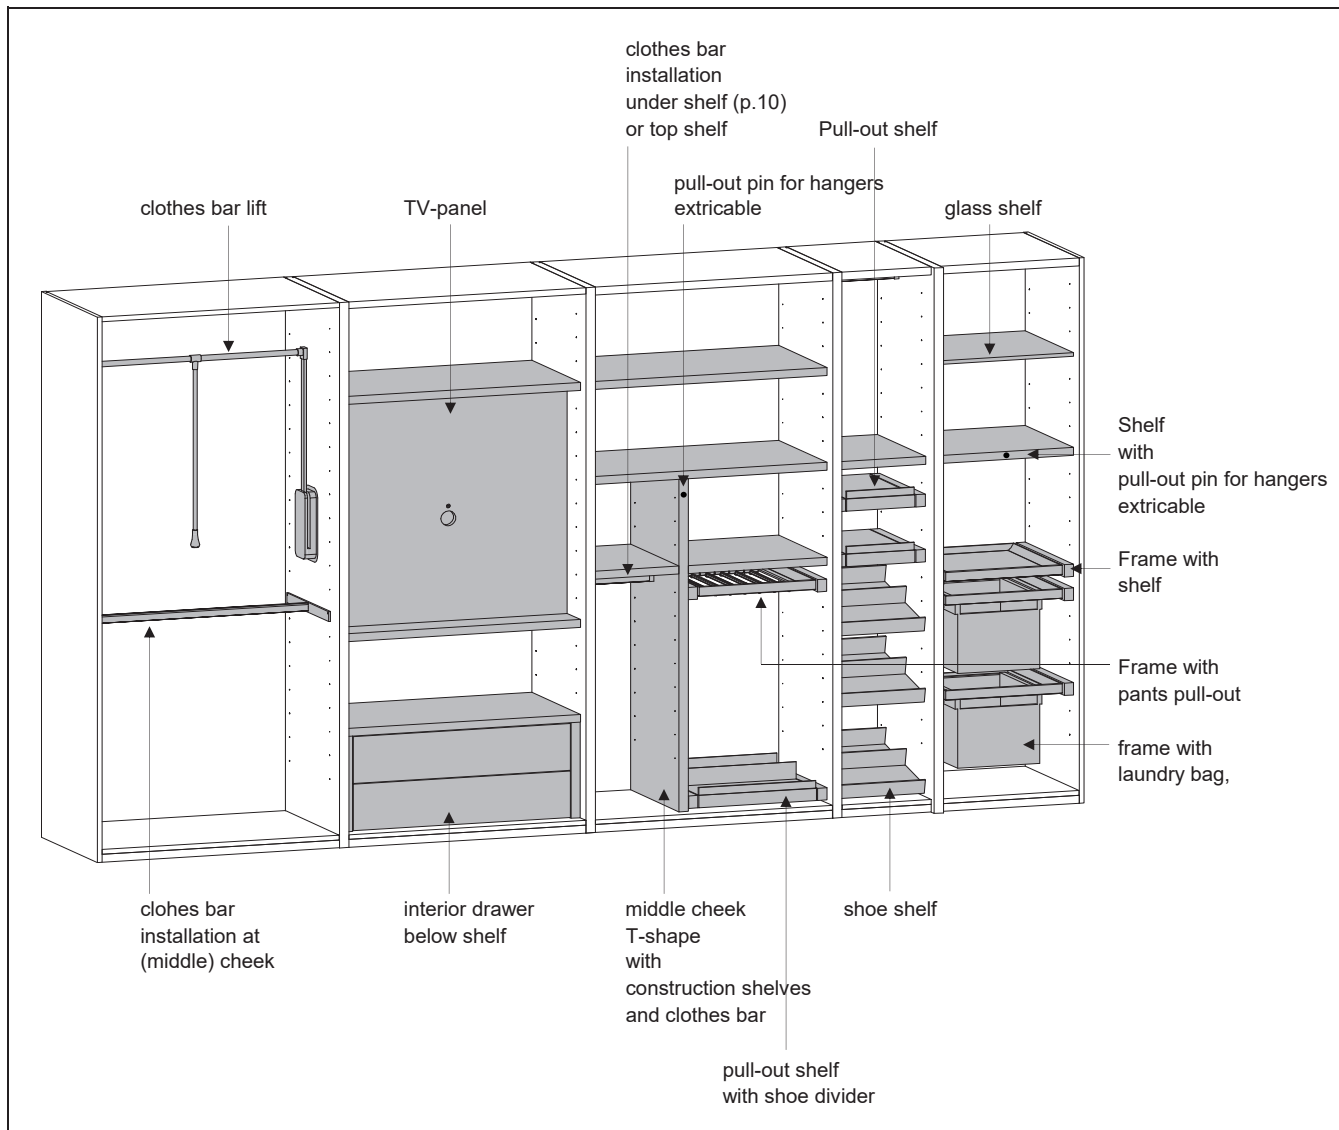 clothes bar
installation
under shelf (p.10)
or top shelf
Pull-out shelf
pull-out pin for hangers
extricable
clothes bar lift
TV-panel
glass shelf
Shelf
with
pull-out pin for hangers
extricable
Frame with
shelf
Frame with
pants pull-out
frame with
laundry bag,
clohes bar
installation at
(middle) cheek
interior drawer
below shelf
middle cheek
T-shape
with
construction shelves
and clothes bar
shoe shelf
pull-out shelf
with shoe divider